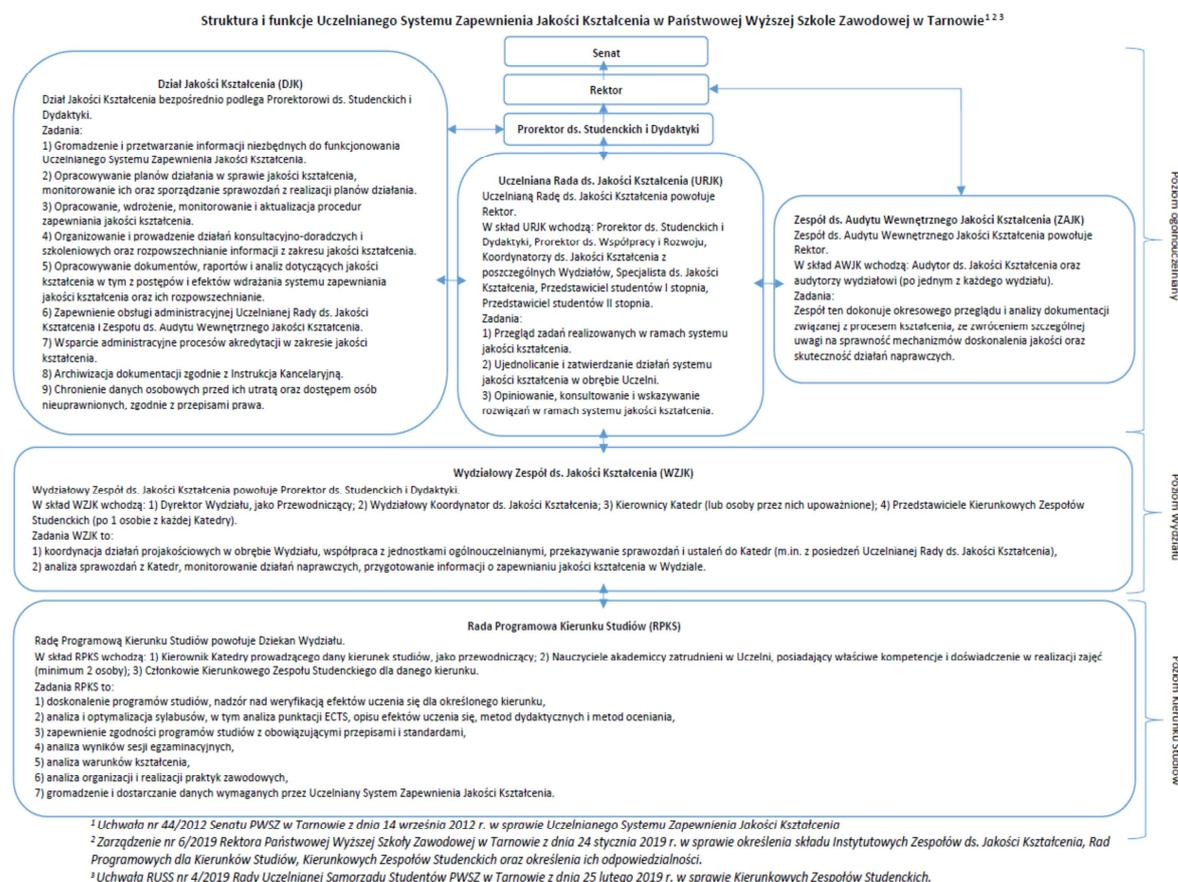 Struktura i funkcje Uczelnianego Systemu Zapewnienia Jakości Kształcenia w Państwowej Wyższej Szkole Zawodowej w Tarnowie¹ ² ³
Senat
Rektor
Prorektor ds. Studenckich i Dydaktyki
Dział Jakości Kształcenia (DJK)
Dział Jakości Kształcenia bezpośrednio podlega Prorektorowi ds. Studenckich i
Dydaktyki.
Zadania:
1) Gromadzenie i przetwarzanie informacji niezbędnych do funkcjonowania
Uczelnianego Systemu Zapewnienia Jakości Kształcenia.
2) Opracowywanie planów działania w sprawie jakości kształcenia,
monitorowanie ich oraz sporządzanie sprawozdań z realizacji planów działania.
3) Opracowanie, wdrożenie, monitorowanie i aktualizacja procedur
zapewniania jakości kształcenia.
4) Organizowanie i prowadzenie działań konsultacyjno-doradczych i
szkoleniowych oraz rozpowszechnianie informacji z zakresu jakości kształcenia.
5) Opracowywanie dokumentów, raportów i analiz dotyczących jakości
kształcenia w tym z postępów i efektów wdrażania systemu zapewniania
jakości kształcenia oraz ich rozpowszechnianie.
6) Zapewnienie obsługi administracyjnej Uczelnianej Rady ds. Jakości
Kształcenia i Zespołu ds. Audytu Wewnętrznego Jakości Kształcenia.
7) Wsparcie administracyjne procesów akredytacji w zakresie jakości
kształcenia.
8) Archiwizacja dokumentacji zgodnie z Instrukcja Kancelaryjną.
9) Chronienie danych osobowych przed ich utratą oraz dostępem osób
nieuprawnionych, zgodnie z przepisami prawa.
Uczelniana Rada ds. Jakości Kształcenia (URJK)
Uczelnianą Radę ds. Jakości Kształcenia powołuje
Rektor.
W skład URJK wchodzą: Prorektor ds. Studenckich i
Dydaktyki, Prorektor ds. Współpracy i Rozwoju,
Koordynatorzy ds. Jakości Kształcenia z
poszczególnych Wydziałów, Specjalista ds. Jakości
Kształcenia, Przedstawiciel studentów I stopnia,
Przedstawiciel studentów II stopnia.
Zadania:
1) Przegląd zadań realizowanych w ramach systemu
jakości kształcenia.
2) Ujednolicanie i zatwierdzanie działań systemu
jakości kształcenia w obrębie Uczelni.
3) Opiniowanie, konsultowanie i wskazywanie
rozwiązań w ramach systemu jakości kształcenia.
Zespół ds. Audytu Wewnętrznego Jakości Kształcenia (ZAJK)
Zespół ds. Audytu Wewnętrznego Jakości Kształcenia powołuje
Rektor.
W skład AWJK wchodzą: Audytor ds. Jakości Kształcenia oraz
audytorzy wydziałowi (po jednym z każdego wydziału).
Zadania:
Zespół ten dokonuje okresowego przeglądu i analizy dokumentacji
związanej z procesem kształcenia, ze zwróceniem szczególnej
uwagi na sprawność mechanizmów doskonalenia jakości oraz
skuteczność działań naprawczych.
Poziom ogólnouczelniany
Wydziałowy Zespół ds. Jakości Kształcenia (WZJK)
Wydziałowy Zespół ds. Jakości Kształcenia powołuje Prorektor ds. Studenckich i Dydaktyki.
W skład WZJK wchodzą: 1) Dyrektor Wydziału, jako Przewodniczący; 2) Wydziałowy Koordynator ds. Jakości Kształcenia; 3) Kierownicy Katedr (lub osoby przez nich upoważnione); 4) Przedstawiciele Kierunkowych Zespołów
Studenckich (po 1 osobie z każdej Katedry).
Zadania WZJK to:
1) koordynacja działań projakościowych w obrębie Wydziału, współpraca z jednostkami ogólnouczelnianymi, przekazywanie sprawozdań i ustaleń do Katedr (m.in. z posiedzeń Uczelnianej Rady ds. Jakości Kształcenia),
2) analiza sprawozdań z Katedr, monitorowanie działań naprawczych, przygotowanie informacji o zapewnianiu jakości kształcenia w Wydziale.
Poziom Wydziału
Rada Programowa Kierunku Studiów (RPKS)
Radę Programową Kierunku Studiów powołuje Dziekan Wydziału.
W skład RPKS wchodzą: 1) Kierownik Katedry prowadzącego dany kierunek studiów, jako przewodniczący; 2) Nauczyciele akademiccy zatrudnieni w Uczelni, posiadający właściwe kompetencje i doświadczenie w realizacji zajęć
(minimum 2 osoby); 3) Członkowie Kierunkowego Zespołu Studenckiego dla danego kierunku.
Zadania RPKS to:
1) doskonalenie programów studiów, nadzór nad weryfikacją efektów uczenia się dla określonego kierunku,
2) analiza i optymalizacja sylabusów, w tym analiza punktacji ECTS, opisu efektów uczenia się, metod dydaktycznych i metod oceniania,
3) zapewnienie zgodności programów studiów z obowiązującymi przepisami i standardami,
4) analiza wyników sesji egzaminacyjnych,
5) analiza warunków kształcenia,
6) analiza organizacji i realizacji praktyk zawodowych,
7) gromadzenie i dostarczanie danych wymaganych przez Uczelniany System Zapewnienia Jakości Kształcenia.
Poziom Kierunku Studiów
¹ Uchwała nr 44/2012 Senatu PWSZ w Tarnowie z dnia 14 września 2012 r. w sprawie Uczelnianego Systemu Zapewnienia Jakości Kształcenia
² Zarządzenie nr 6/2019 Rektora Państwowej Wyższej Szkoły Zawodowej w Tarnowie z dnia 24 stycznia 2019 r. w sprawie określenia składu Instytutowych Zespołów ds. Jakości Kształcenia, Rad
Programowych dla Kierunków Studiów, Kierunkowych Zespołów Studenckich oraz określenia ich odpowiedzialności.
³ Uchwała RUSS nr 4/2019 Rady Uczelnianej Samorządu Studentów PWSZ w Tarnowie z dnia 25 lutego 2019 r. w sprawie Kierunkowych Zespołów Studenckich.